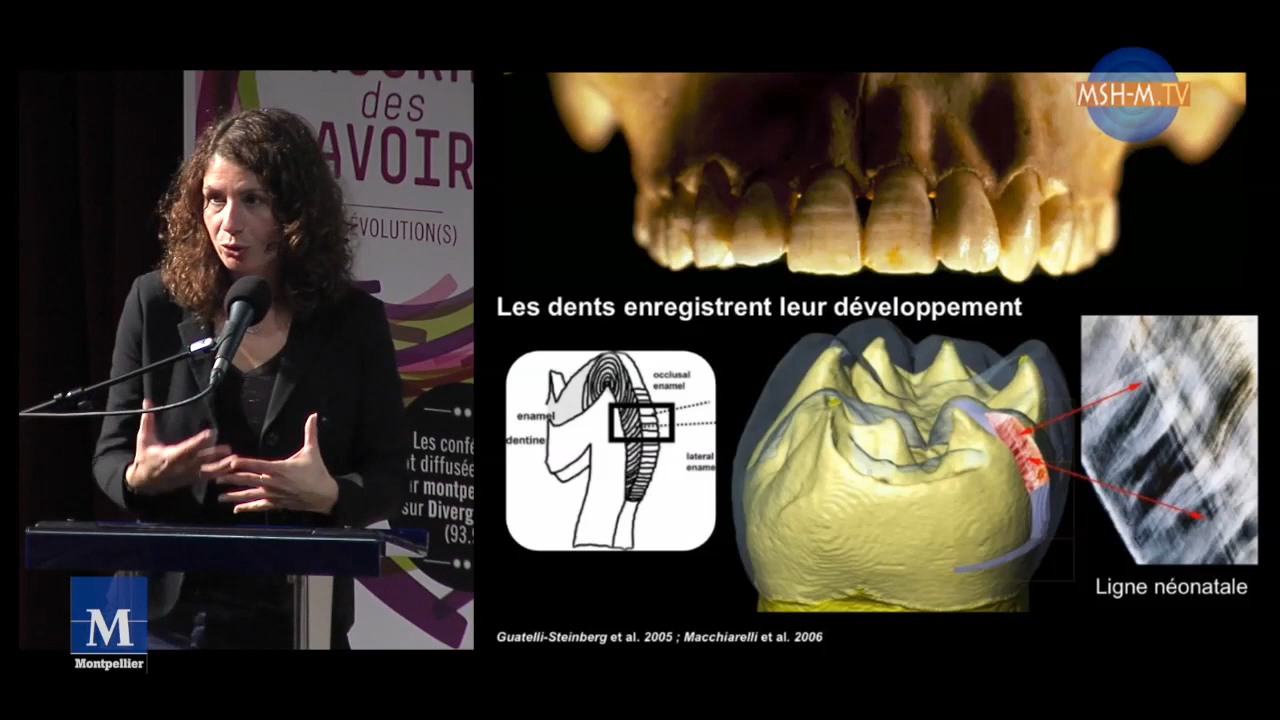 des
AVOIR
ÉVOLUTION(S)
Les confé
t diffusée
r montpe
sur Diverg
(93.9
M
Montpellier
MSH-M.TV
Les dents enregistrent leur développement
occlusal
enamel
enamel
dentine
lateral
ename
Ligne néonatale
Guatelli-Steinberg et al. 2005 ; Macchiarelli et al. 2006